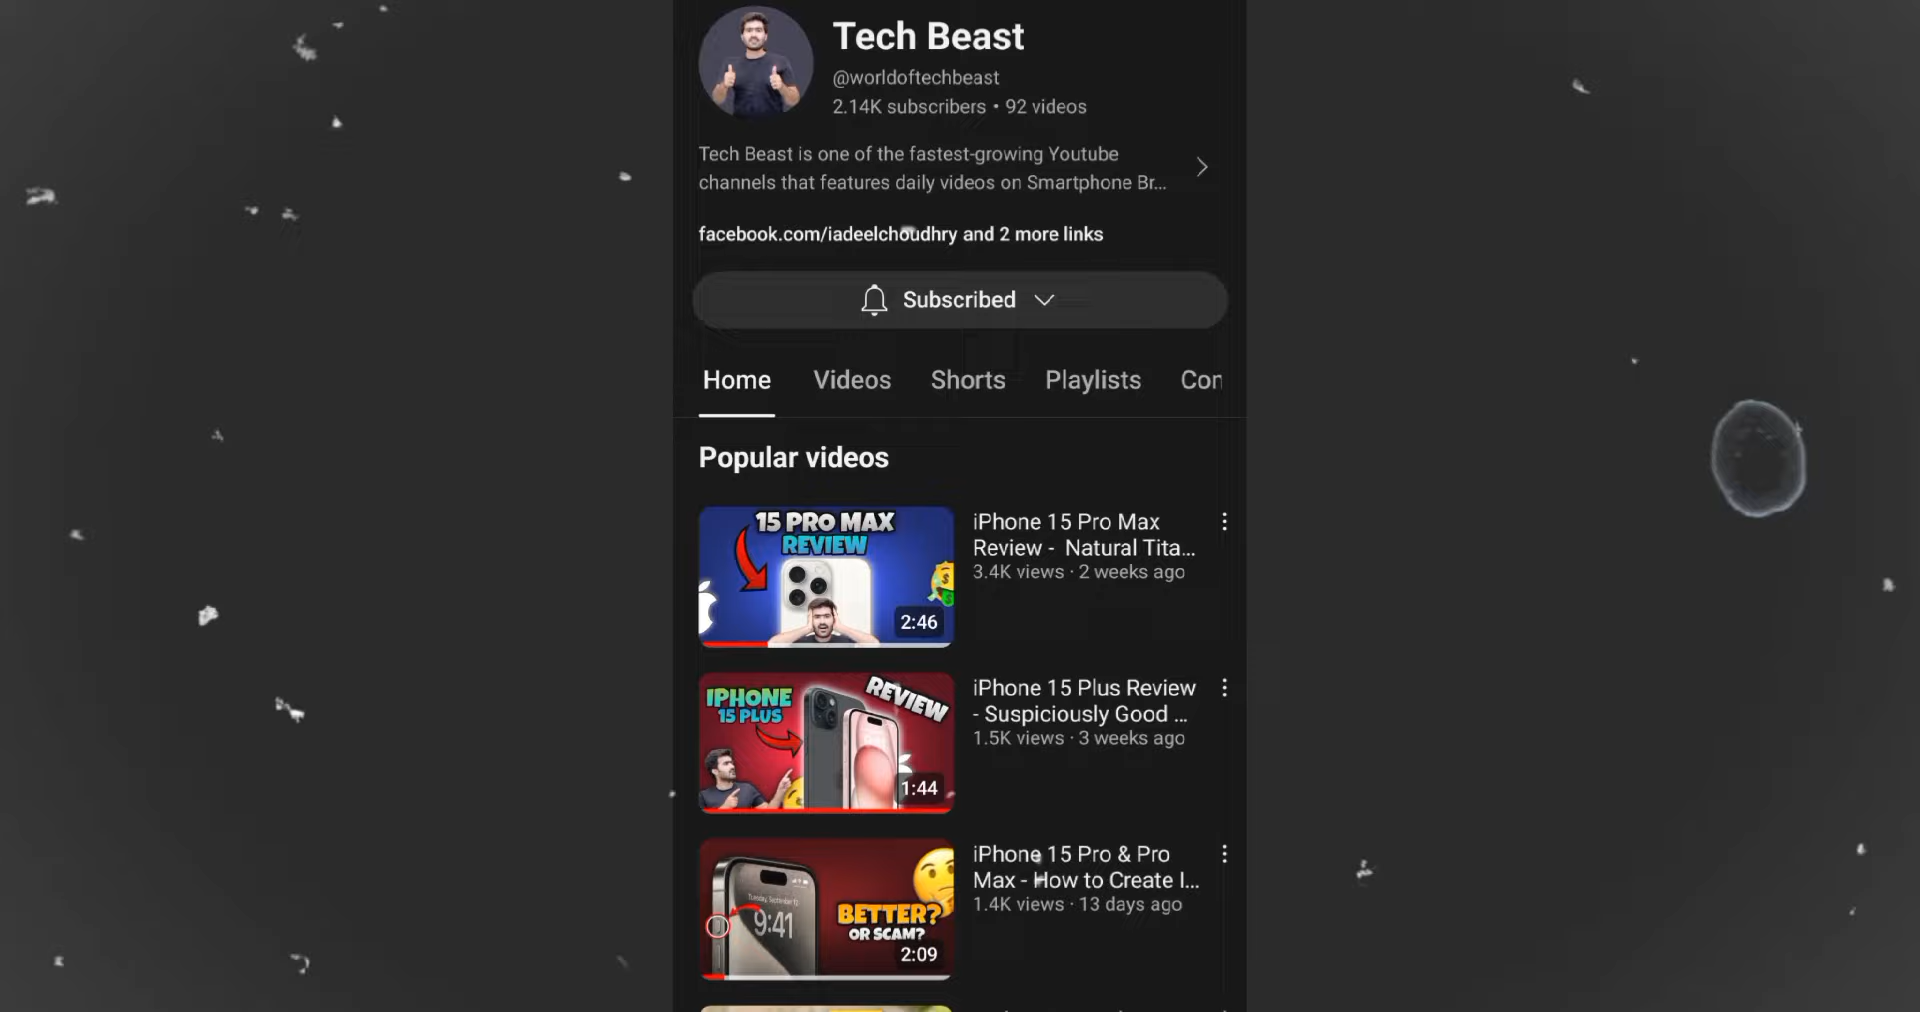 Tech Beast
@worldoftechbeast
2.14K subscribers • 92 videos
Tech Beast is one of the fastest-growing Youtube
channels that features daily videos on Smartphone Br...
facebook.com/iadeelchoudhry and 2 more links
Subscribed
Home Videos Shorts Playlists Con
Popular videos
15 PRO MAX
REVIEW
2:46
iPhone 15 Pro Max
Review - Natural Tita...
3.4K views · 2 weeks ago
IPHONE
15 PLUS
REVIEW
1:44
iPhone 15 Plus Review
- Suspiciously Good ...
1.5K views · 3 weeks ago
9:41
BETTER?
OR SCAM?
2:09
iPhone 15 Pro & Pro
Max - How to Create I...
1.4K views · 13 days ago